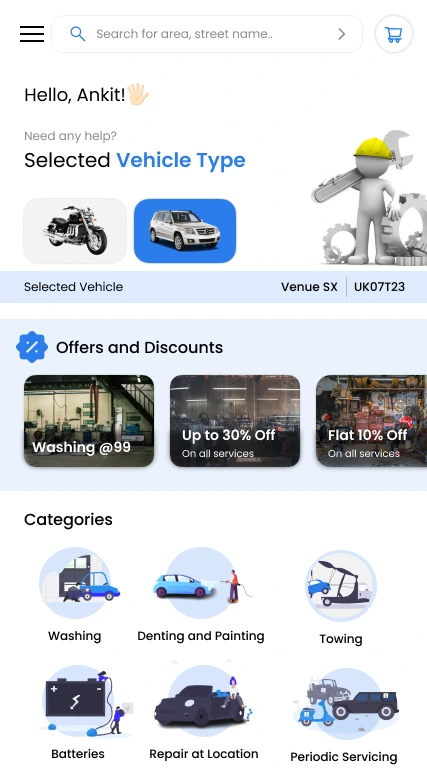 Search for area, street name..
Hello, Ankit!🖐🏻
Need any help?
Selected Vehicle Type
Selected Vehicle Venue SX UK07T23
Offers and Discounts
Washing @99
Up to 30% Off
On all services
Flat 10% Off
On all services
Categories
Washing Denting and Painting Towing
Batteries Repair at Location Periodic Servicing